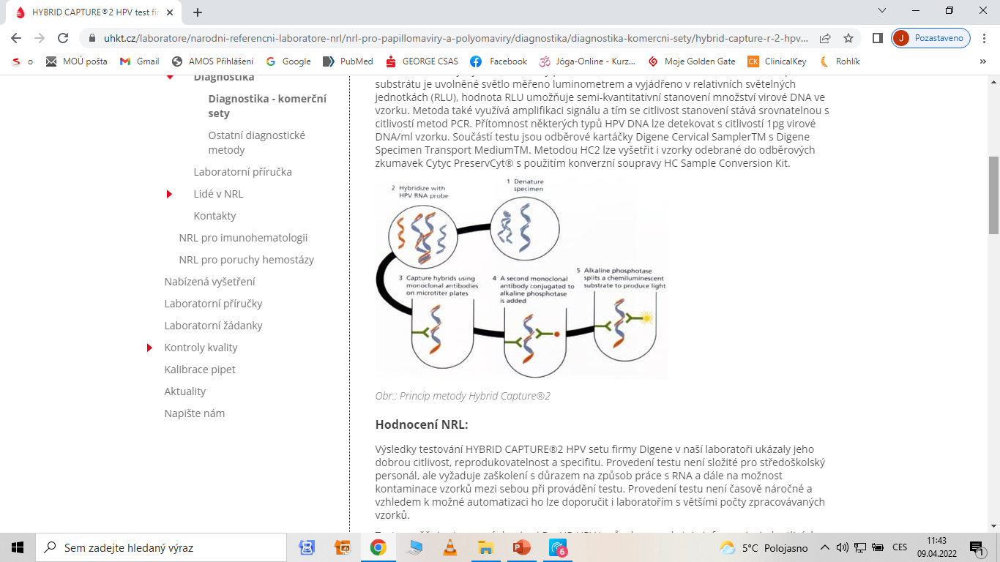 HYBRID CAPTURE®2 HPV test fir
uhkt.cz/laboratore/narodni-referencni-laboratore-nrl/nrl-pro-papillomaviry-a-polyomaviry/diagnostika/diagnostika-komercni-sety/hybrid-capture-r-2-hpv...
J Pozastaveno
o
MOÚ pošta
Gmail
AMOS Přihlášení
Google
PubMed
GEORGE CSAS
Facebook
Jóga-Online - Kurz...
Moje Golden Gate
CK ClinicalKey
Rohlík
»
Diagnostika
Diagnostika - komerční
sety
Ostatní diagnostické
metody
Laboratorní příručka
Lidé v NRL
Kontakty
NRL pro imunohematologii
NRL pro poruchy hemostázy
Nabízená vyšetření
Laboratorní příručky
Laboratorní žádanky
Kontroly kvality
Kalibrace pipet
Aktuality
Napište nám
substrátu je uvolněné světlo měřeno luminometrem a vyjádřeno v relativních světelných
jednotkách (RLU), hodnota RLU umožňuje semi-kvantitativní stanovení množství virové DNA ve
vzorku. Metoda také využívá amplifikaci signálu a tím se citlivost stanovení stává srovnatelnou s
citlivostí metod PCR. Přítomnost některých typů HPV DNA lze detekovat s citlivostí 1pg virové
DNA/ml vzorku. Součástí testu jsou odběrové kartáčky Digene Cervical SamplerTM s Digene
Specimen Transport MediumTM. Metodou HC2 lze vyšetřit i vzorky odebrané do odběrových
zkumavek Cytyc PreservCyt® s použitím konverzní soupravy HC Sample Conversion Kit.
1 Denature
specimen
2 Hybridize with
HPV RNA probe
3 Capture hybrids using
monoclonal antibodies
on microtiter plates
4 A second monoclonal
antibody conjugated to
alkaline phosphotase
is added
5 Alkaline phosphotase
splits a chemiluminescent
substrate to produce light
Obr.: Princip metody Hybrid Capture®2
Hodnocení NRL:
Výsledky testování HYBRID CAPTURE®2 HPV setu firmy Digene v naší laboratoři ukázaly jeho
dobrou citlivost, reprodukovatelnost a specifitu. Provedení testu není složité pro středoškolský
personál, ale vyžaduje zaškolení s důrazem na způsob práce s RNA a dále na možnost
kontaminace vzorků mezi sebou při provádění testu. Provedení testu není časově náročné a
vzhledem k možné automatizaci ho lze doporučit i laboratořím s většími počty zpracovávaných
vzorků.
Sem zadejte hledaný výraz
6
5°C Polojasno
CES
11:43
09.04.2022
1